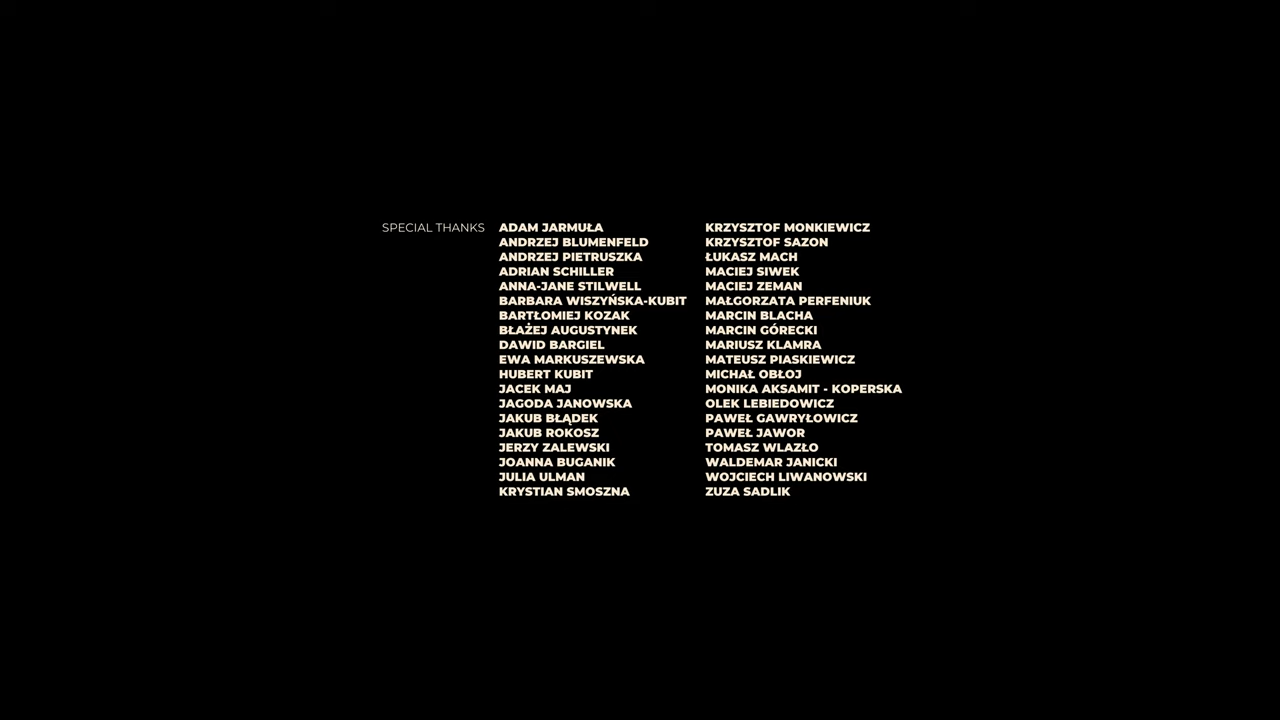 SPECIAL THANKS
ADAM JARMUŁA
ANDRZEJ BLUMENFELD
ANDRZEJ PIETRUSZKA
ADRIAN SCHILLER
ANNA-JANE STILWELL
BARBARA WISZYŃSKA-KUBIT
BARTŁOMIEJ KOZAK
BŁAŻEJ AUGUSTYNEK
DAWID BARGIEL
EWA MARKUSZEWSKA
HUBERT KUBIT
JACEK MAJ
JAGODA JANOWSKA
JAKUB BŁĄDEK
JAKUB ROKOSZ
JERZY ZALEWSKI
JOANNA BUGANIK
JULIA ULMAN
KRYSTIAN SMOSZNA
KRZYSZTOF MONKIEWICZ
KRZYSZTOF SAZON
ŁUKASZ MACH
MACIEJ SIWEK
MACIEJ ZEMAN
MAŁGORZATA PERFENIUK
MARCIN BLACHA
MARCIN GÓRECKI
MARIUSZ KLAMRA
MATEUSZ PIASKIEWICZ
MICHAŁ OBŁOJ
MONIKA AKSAMIT - KOPERSKA
OLEK LEBIEDOWICZ
PAWEŁ GAWRYŁOWICZ
PAWEŁ JAWOR
TOMASZ WLAZŁO
WALDEMAR JANICKI
WOJCIECH LIWANOWSKI
ZUZA SADLIK